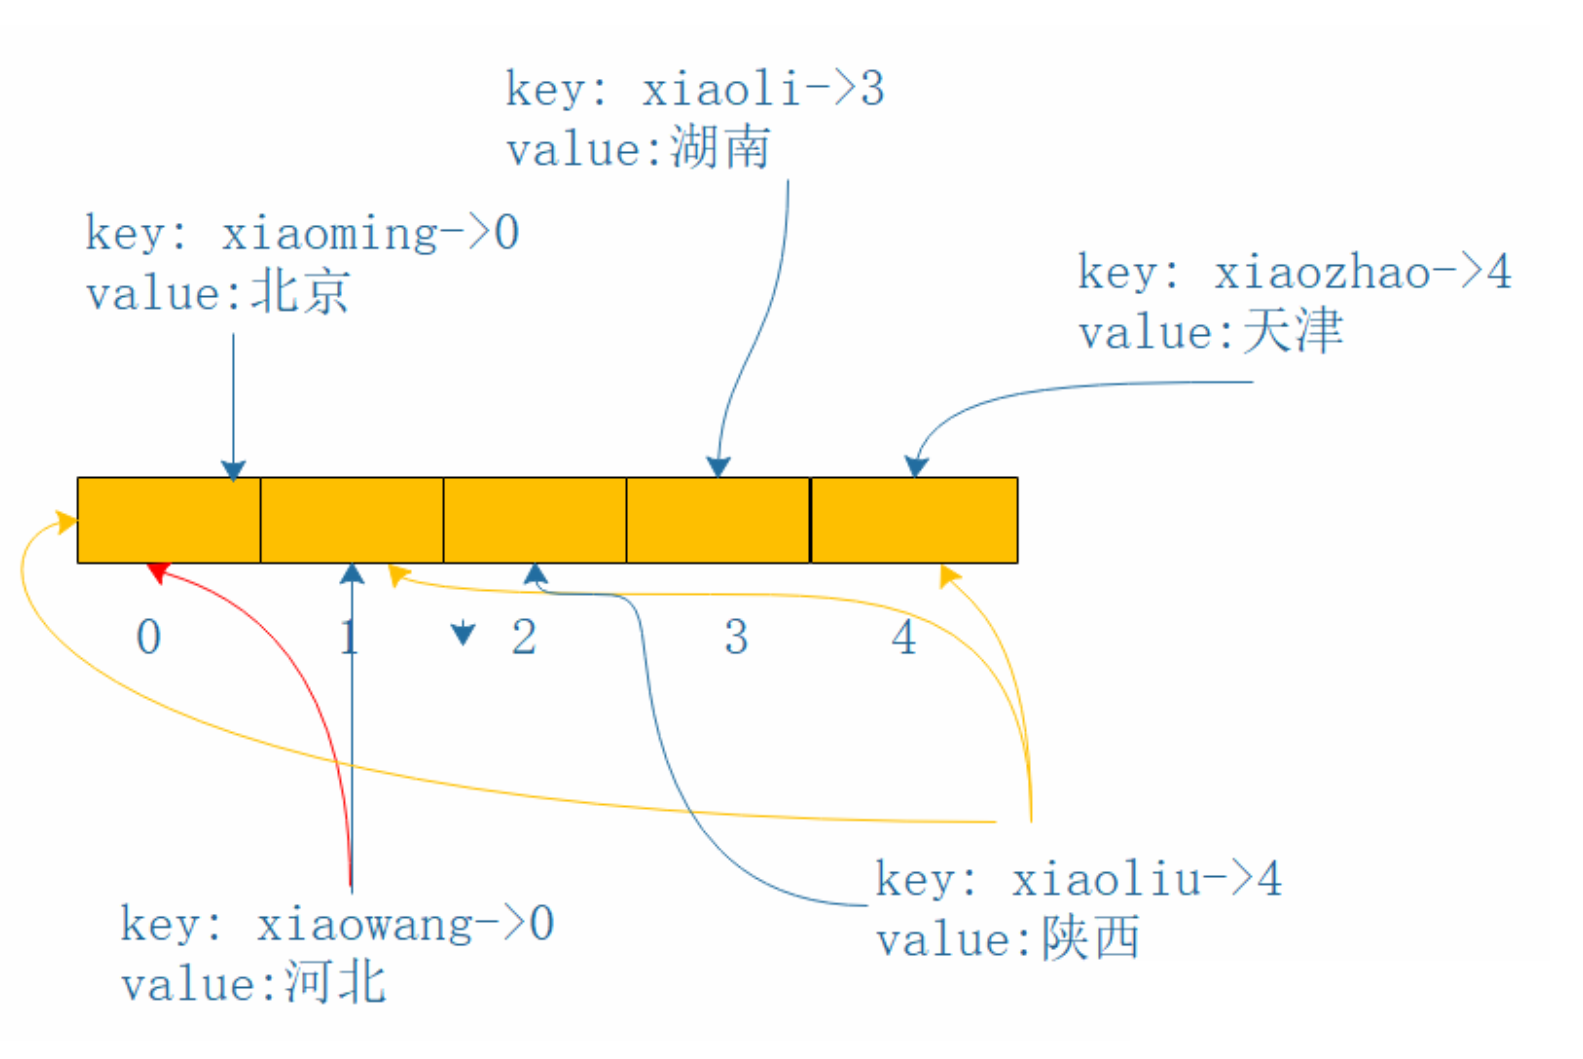 key: xiaoli->3
value:湖南
key: xiaoming->0
value:北京
key: xiaozhao->4
value:天津
0 1 2 3 4
key: xiaoliu->4
value:陕西
key: xiaowang->0
value:河北